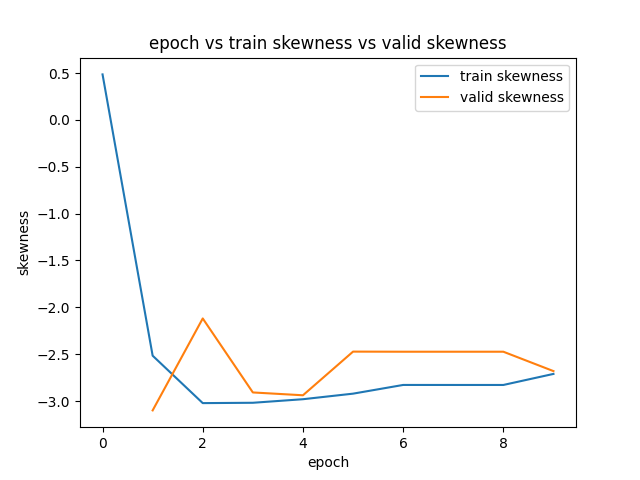 epoch vs train skewness vs valid skewness
train skewness
valid skewness
skewness
0.5
0.0
−0.5
−1.0
−1.5
−2.0
−2.5
−3.0
0 2 4 6 8
epoch